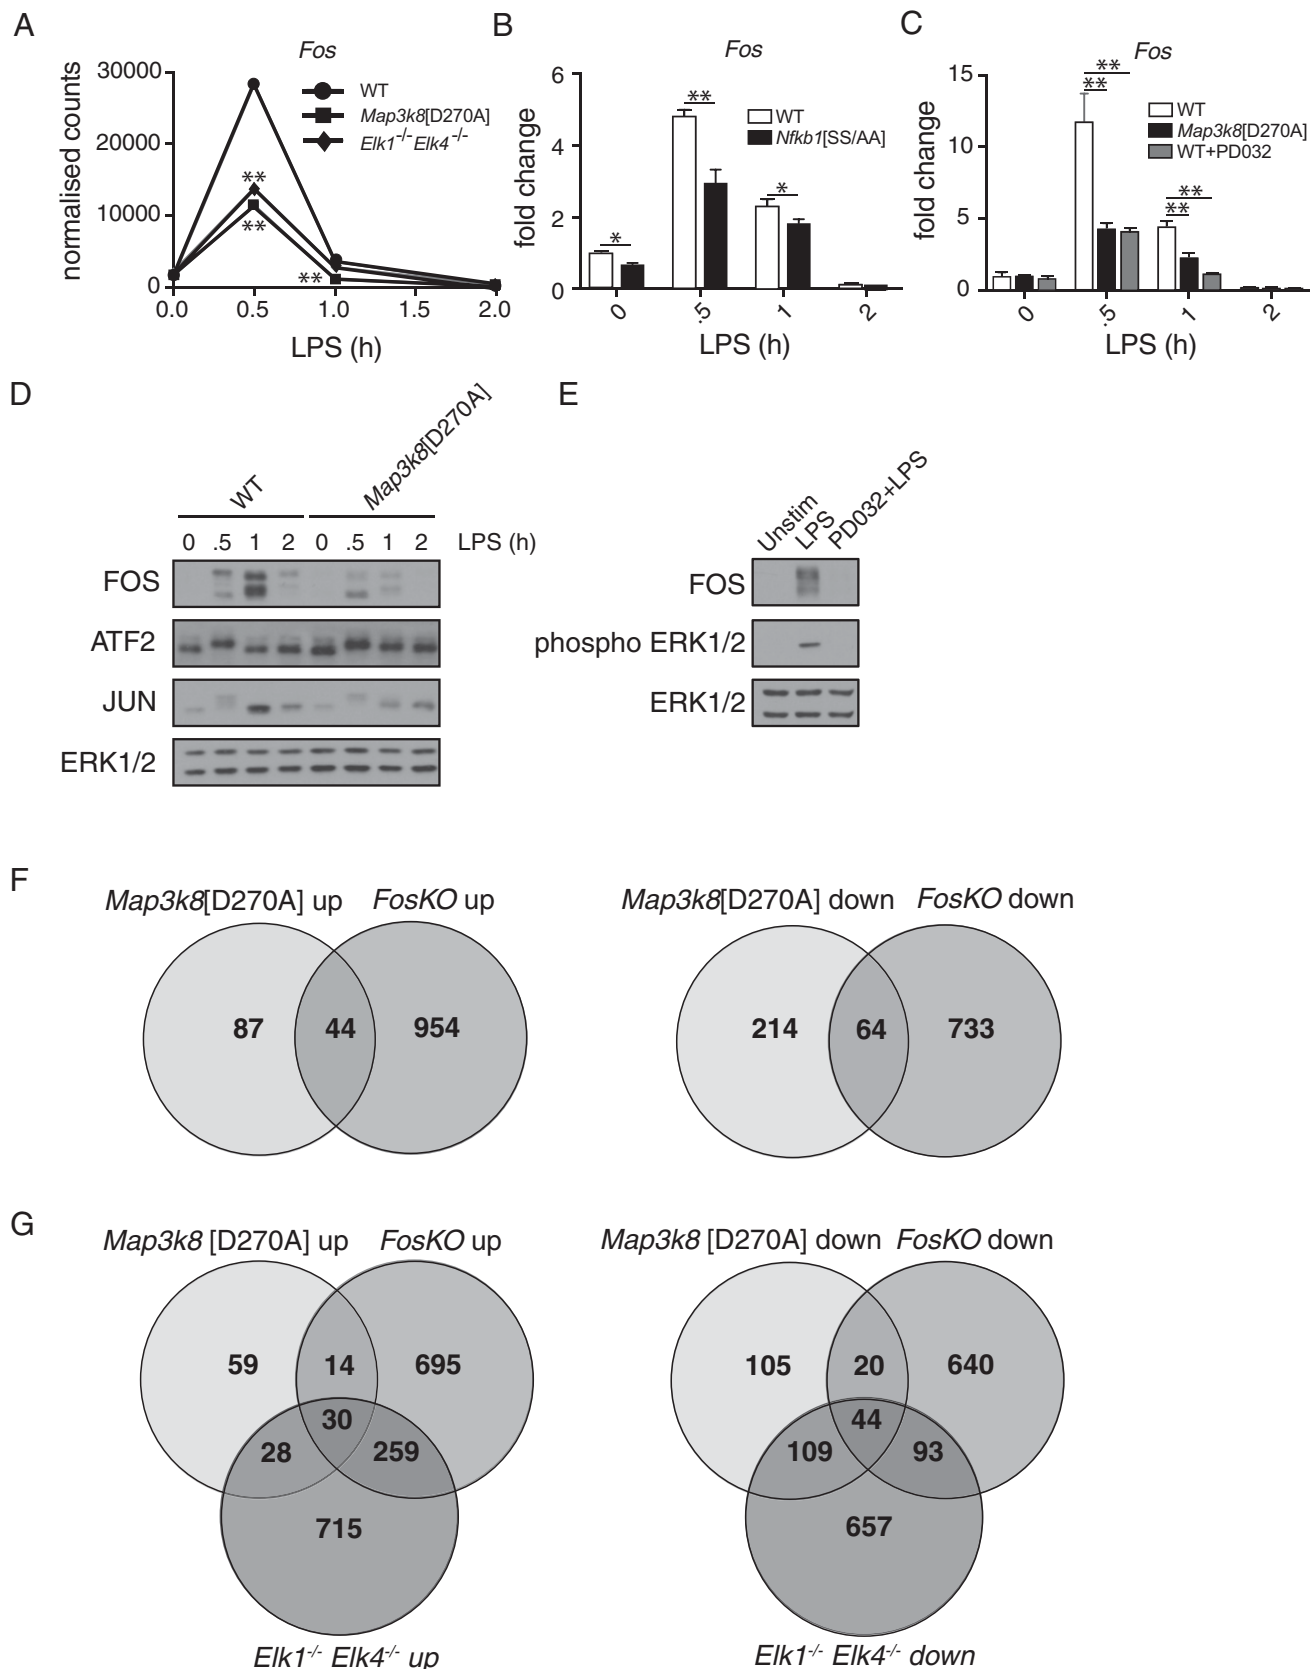 A
Fos
normalised counts
30000
20000
10000
0
WT
Map3k8[D270A]
Elk1-/-Elk4-/-
**
**
**
0.0 0.5 1.0 1.5 2.0
LPS (h)
B
Fos
fold change
6
4
2
0
WT
Nfkb1[SS/AA]
*
**
*
0 .5 1 2
LPS (h)
C
Fos
fold change
15
10
5
0
WT
Map3k8[D270A]
WT+PD032
**
**
**
**
0 .5 1 2
LPS (h)
D
WT Map3k8[D270A]
0 .5 1 2 0 .5 1 2 LPS (h)
FOS
ATF2
JUN
ERK1/2
E
Unstim LPS PD032+LPS
FOS
phospho ERK1/2
ERK1/2
F
Map3k8[D270A] up FosKO up
87 44 954
Map3k8[D270A] down FosKO down
214 64 733
G
Map3k8 [D270A] up FosKO up
59 14 695
30
28 259
715
Elk1-/- Elk4-/- up
Map3k8 [D270A] down FosKO down
105 20 640
44
109 93
657
Elk1-/- Elk4-/- down